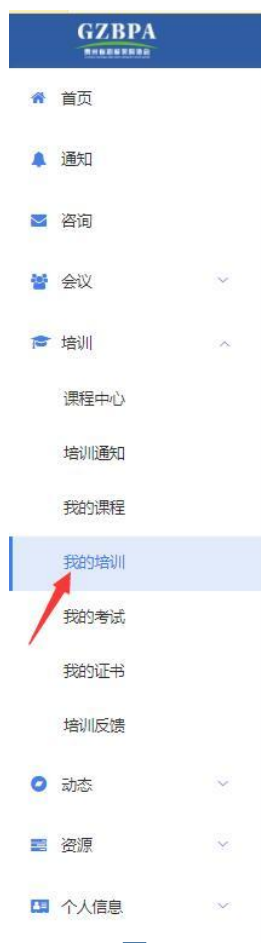 GZBPA
首页
通知
咨询
会议
培训
课程中心
培训通知
我的课程
我的培训
我的考试
我的证书
培训反馈
动态
资源
个人信息